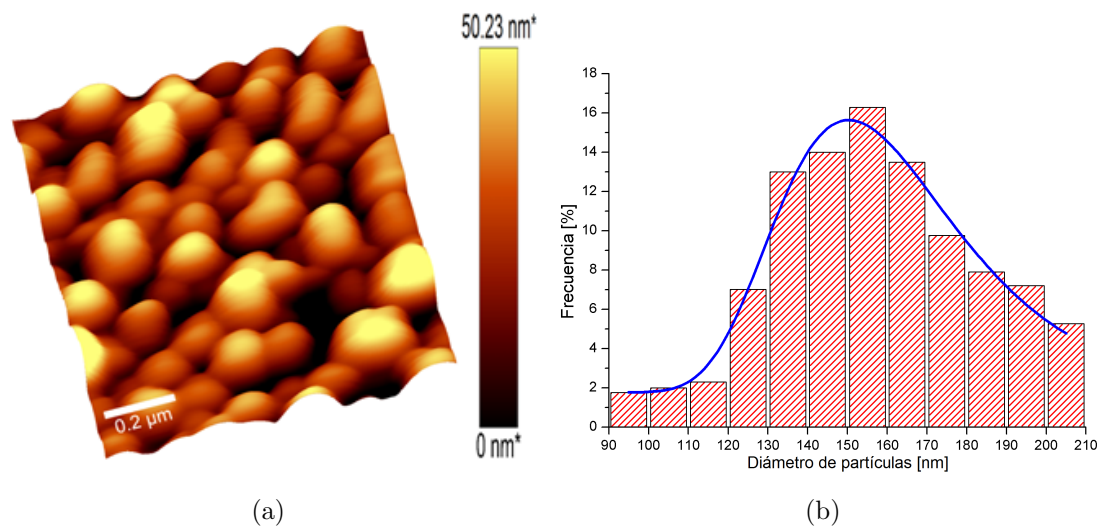 50.23 nm*
0.2 µm
0 nm*
(a)
Frecuencia [%]
18
16
14
12
10
8
6
4
2
0
90 100 110 120 130 140 150 160 170 180 190 200 210
Diámetro de partículas [nm]
(b)